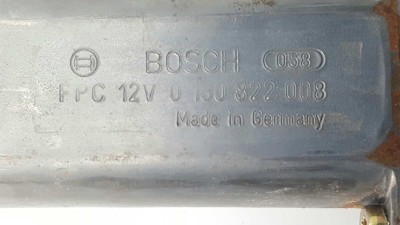 BOSCH 058
FPC 12V 0 130 822 008
Made in Germany